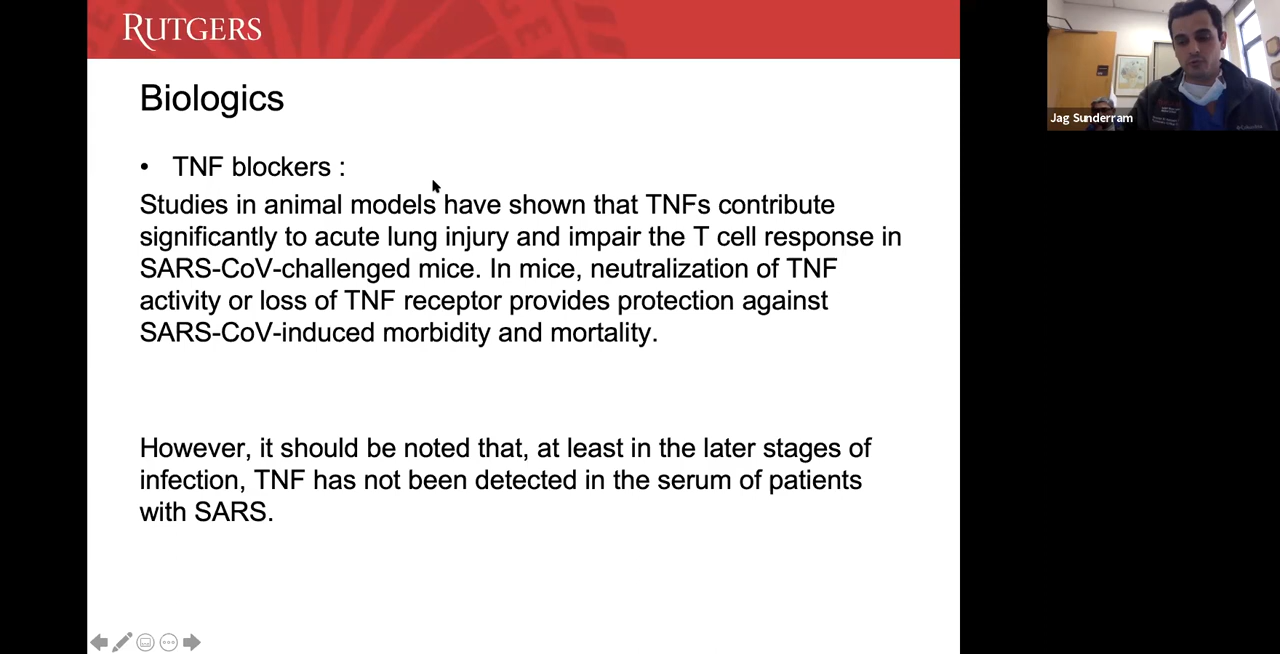 RUTGERS
Biologics
• TNF blockers :
Studies in animal models have shown that TNFs contribute
significantly to acute lung injury and impair the T cell response in
SARS-CoV-challenged mice. In mice, neutralization of TNF
activity or loss of TNF receptor provides protection against
SARS-CoV-induced morbidity and mortality.
However, it should be noted that, at least in the later stages of
infection, TNF has not been detected in the serum of patients
with SARS.
Jag Sunderram